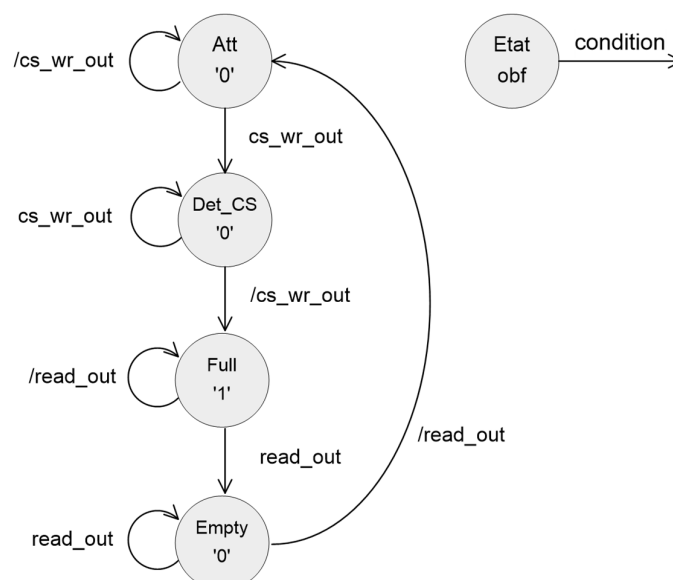 Att
'0'
/cs_wr_out
Etat
obf
condition
cs_wr_out
Det_CS
'0'
cs_wr_out
/cs_wr_out
Full
'1'
/read_out
/read_out
read_out
Empty
'0'
read_out